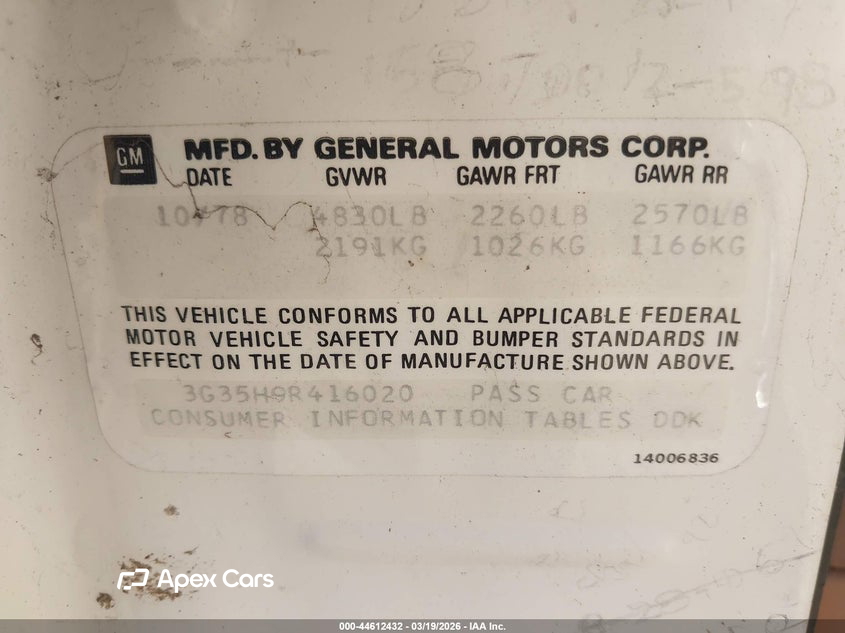 GM MFD. BY GENERAL MOTORS CORP.
DATE GVWR GAWR FRT GAWR RR
10/78 4830LB 2260LB 2570LB
2191KG 1026KG 1166KG
THIS VEHICLE CONFORMS TO ALL APPLICABLE FEDERAL
MOTOR VEHICLE SAFETY AND BUMPER STANDARDS IN
EFFECT ON THE DATE OF MANUFACTURE SHOWN ABOVE.
3G35H9R416020 PASS CAR
CONSUMER INFORMATION TABLES DDK
14006836
Apex Cars
000-44612432 - 03/19/2026 - IAA Inc.